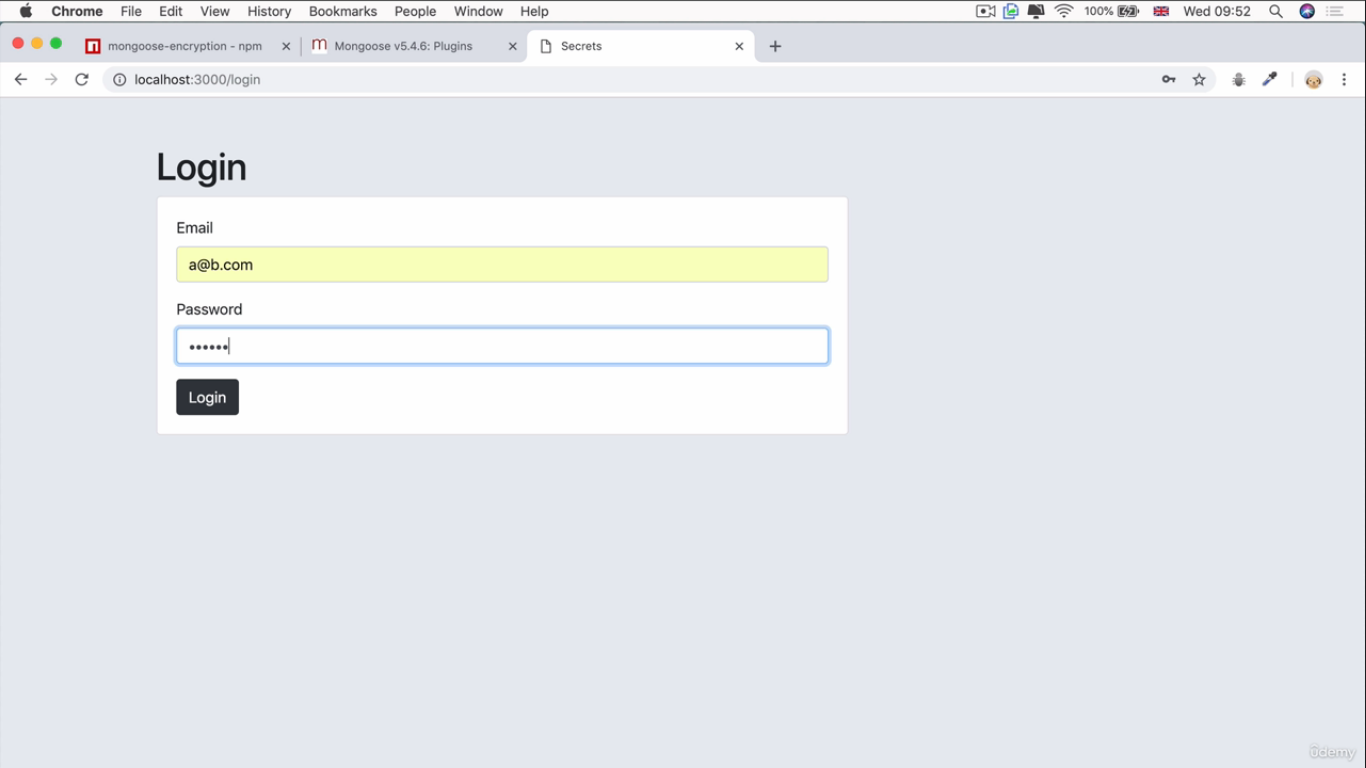 Chrome File Edit View History Bookmarks People Window Help 100% Wed 09:52
mongoose-encryption - npm Mongoose v5.4.6: Plugins Secrets
localhost:3000/login
Login
Email
a@b.com
Password
••••••
Login
ûdemy